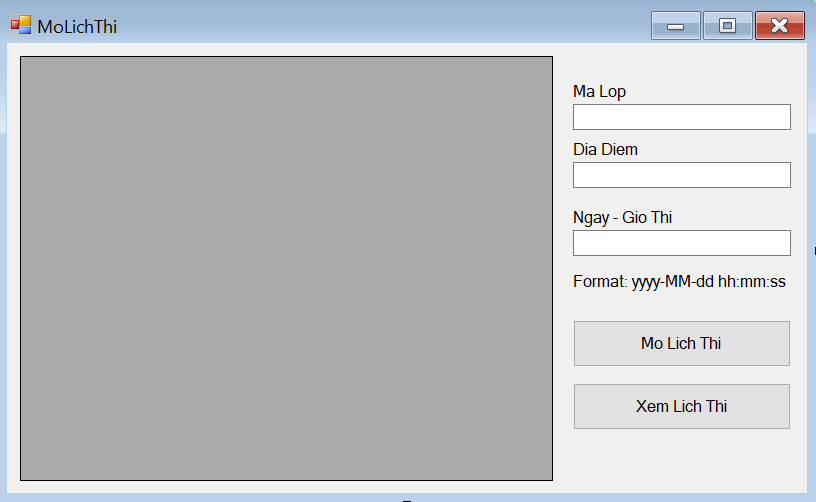 MoLichThi
Ma Lop
Dia Diem
Ngay - Gio Thi
Format: yyyy-MM-dd hh:mm:ss
Mo Lich Thi
Xem Lich Thi